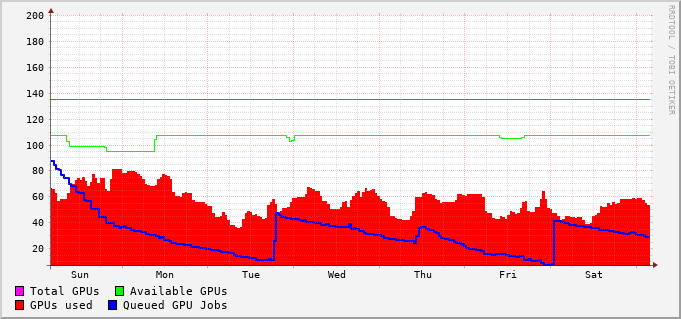 200
180
160
140
120
100
80
60
40
20
Sun Mon Tue Wed Thu Fri Sat
Total GPUs Available GPUs
GPUs used Queued GPU Jobs
RRDTOOL / TOBI OETIKER